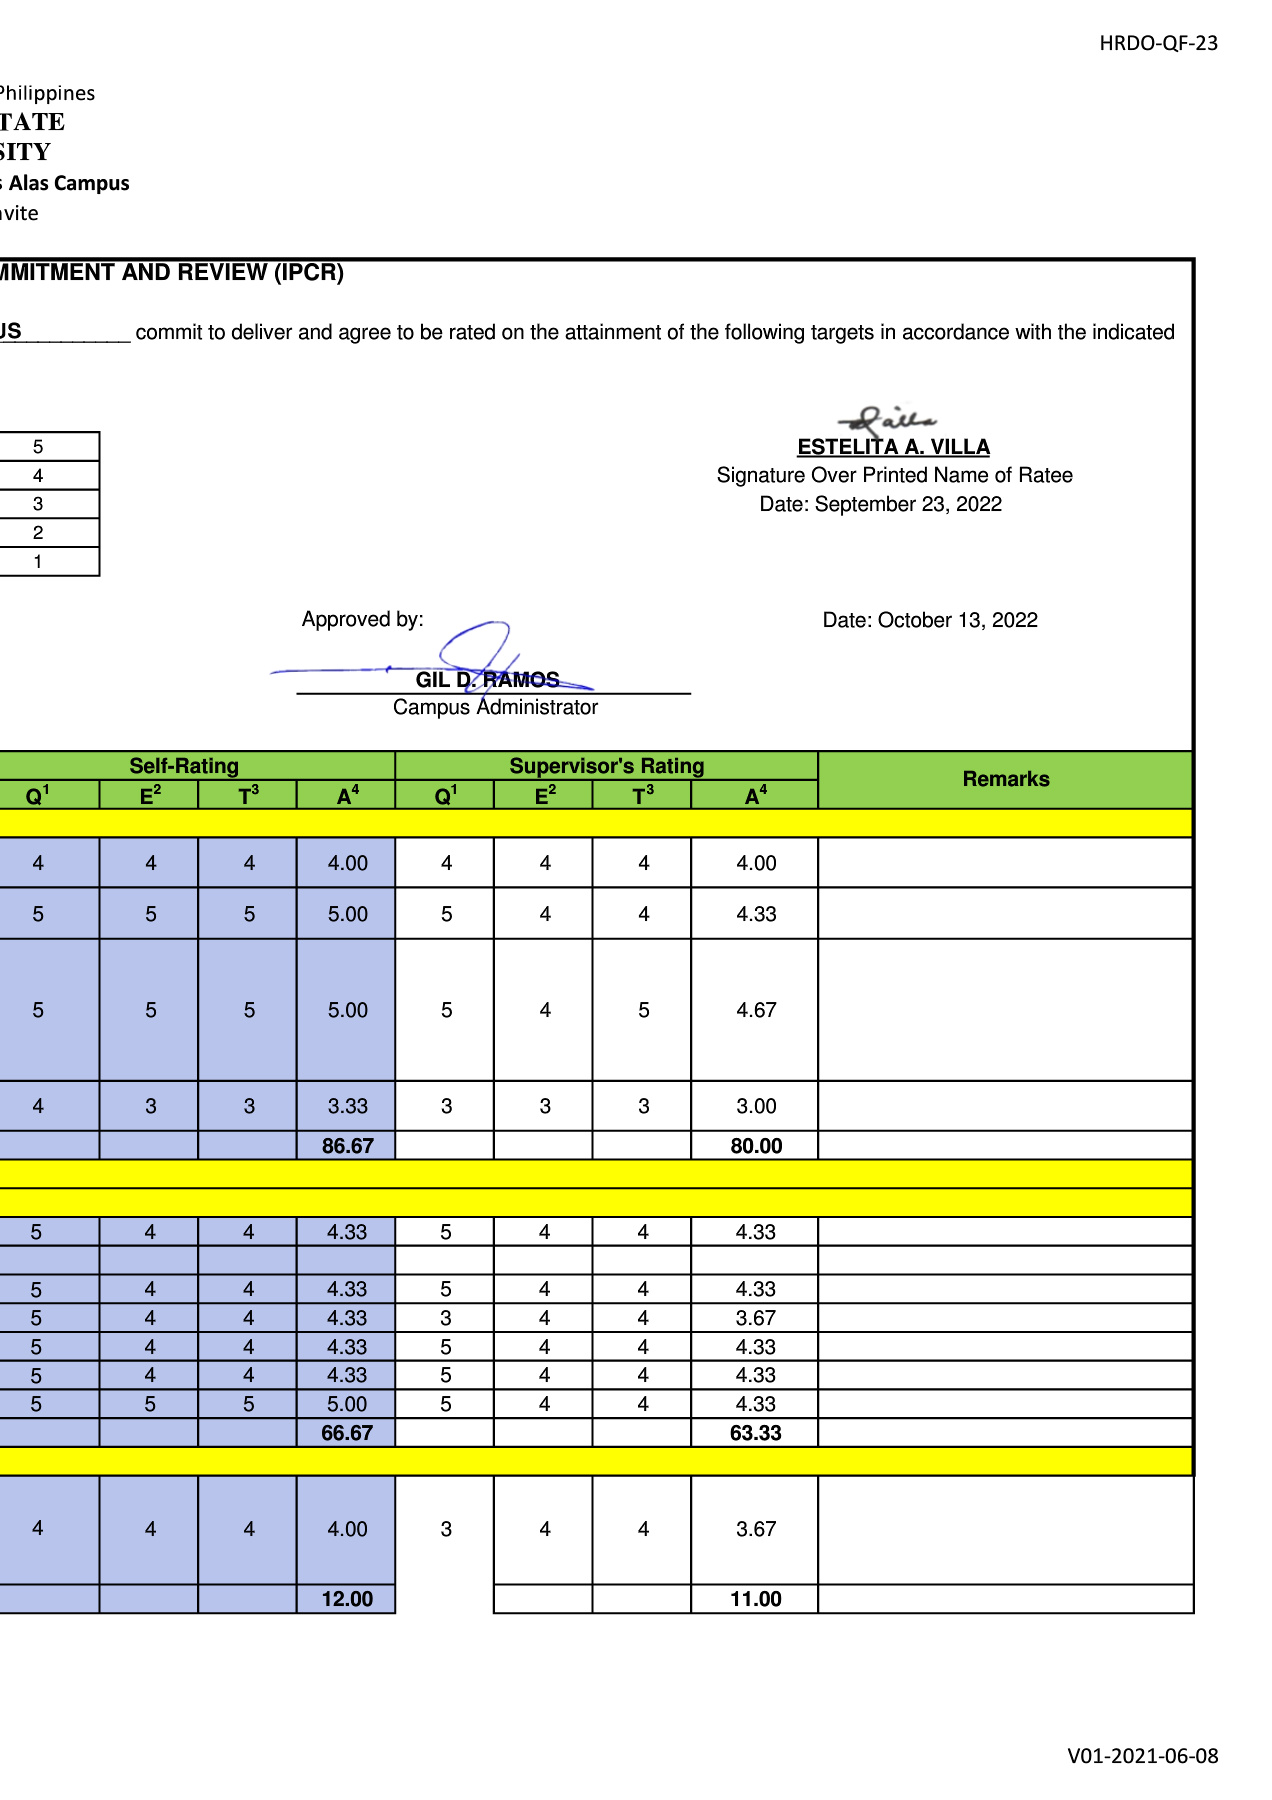 HRDO-QF-23
Philippines
TATE
SITY
s Alas Campus
avite
MMITMENT AND REVIEW (IPCR)
US__________ commit to deliver and agree to be rated on the attainment of the following targets in accordance with the indicated
Villa
ESTELITA A. VILLA
Signature Over Printed Name of Ratee
Date: September 23, 2022
5
4
3
2
1
Approved by:
Date: October 13, 2022
GIL D. RAMOS
Campus Administrator
Self-Rating Supervisor's Rating Remarks
Q1 E2 T3 A4 Q1 E2 T3 A4
4 4 4 4.00 4 4 4 4.00
5 5 5 5.00 5 4 4 4.33
5 5 5 5.00 5 4 5 4.67
4 3 3 3.33 3 3 3 3.00
86.67 80.00
5 4 4 4.33 5 4 4 4.33
5 4 4 4.33 5 4 4 4.33
5 4 4 4.33 3 4 4 3.67
5 4 4 4.33 5 4 4 4.33
5 4 4 4.33 5 4 4 4.33
5 5 5 5.00 5 4 4 4.33
66.67 63.33
4 4 4 4.00 3 4 4 3.67
12.00 11.00
V01-2021-06-08